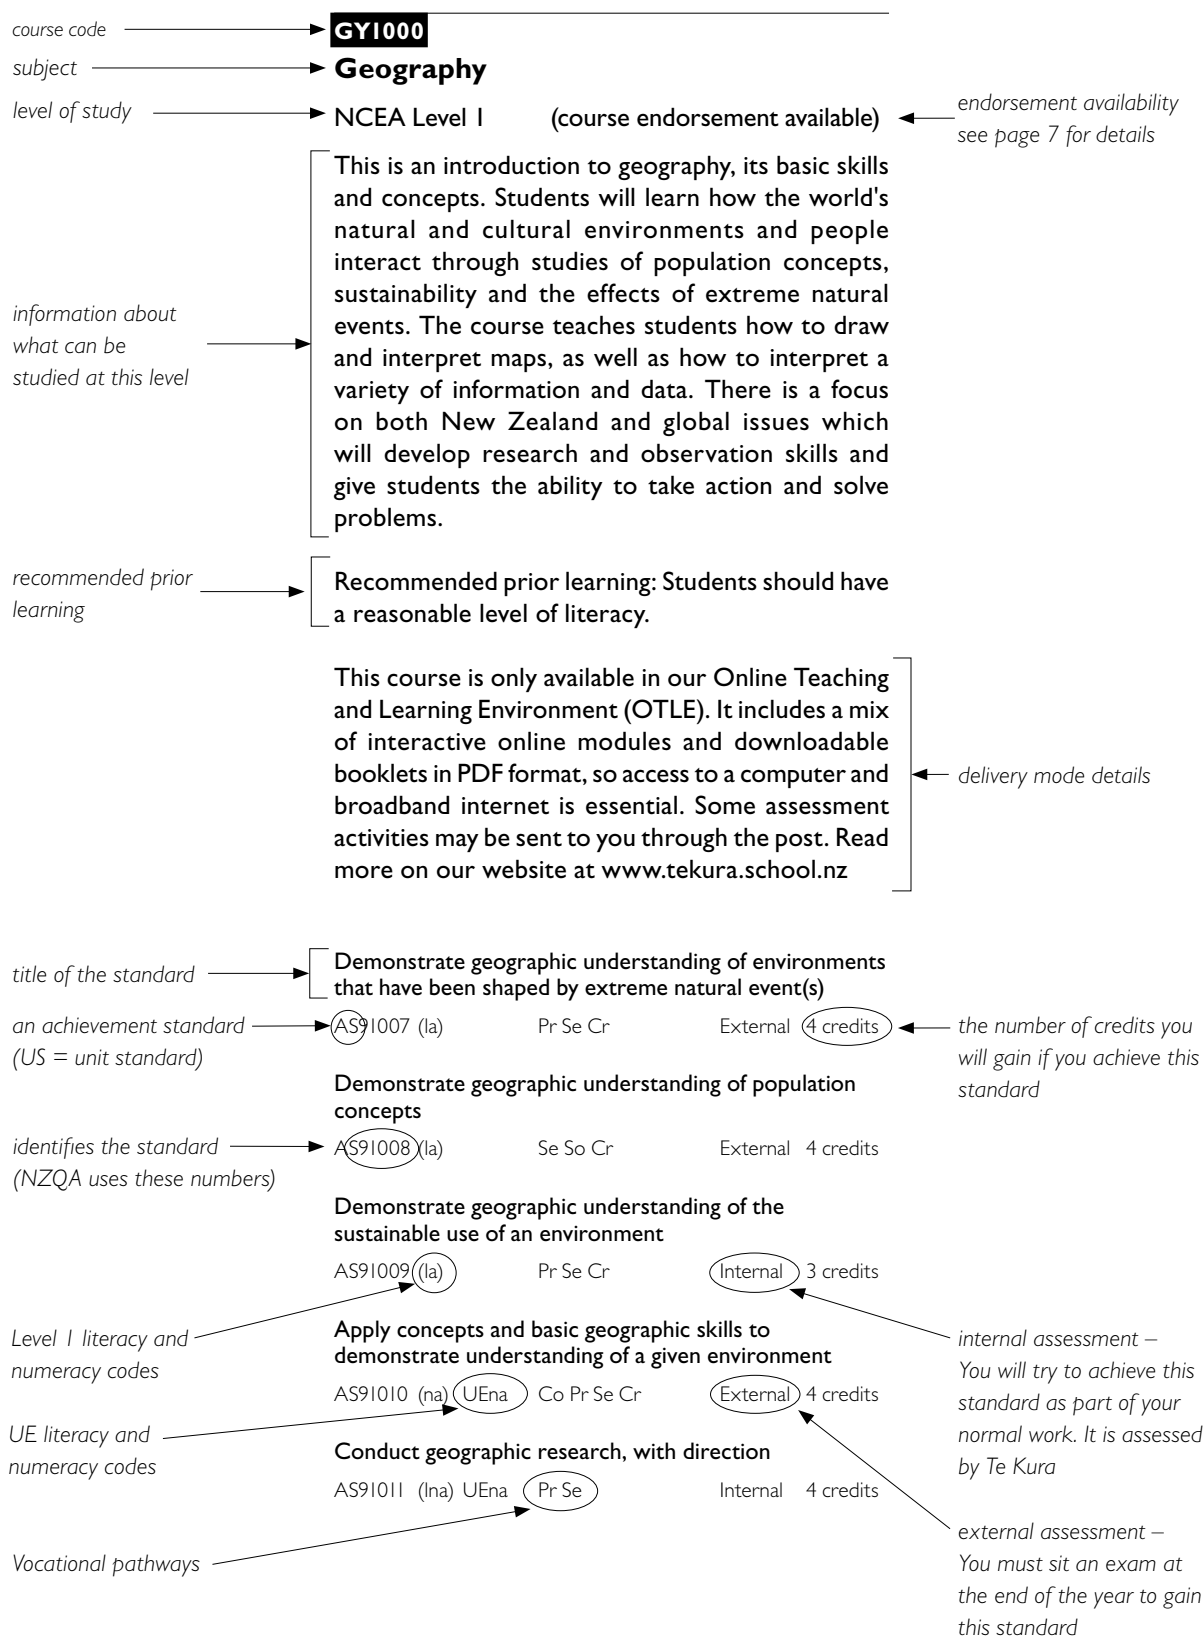 course code
GY1000
subject
Geography
level of study
NCEA Level 1 (course endorsement available)
endorsement availability
see page 7 for details
This is an introduction to geography, its basic skills
and concepts. Students will learn how the world's
natural and cultural environments and people
interact through studies of population concepts,
sustainability and the effects of extreme natural
events. The course teaches students how to draw
and interpret maps, as well as how to interpret a
variety of information and data. There is a focus
on both New Zealand and global issues which
will develop research and observation skills and
give students the ability to take action and solve
problems.
information about
what can be
studied at this level
recommended prior
learning
Recommended prior learning: Students should have
a reasonable level of literacy.
This course is only available in our Online Teaching
and Learning Environment (OTLE). It includes a mix
of interactive online modules and downloadable
booklets in PDF format, so access to a computer and
broadband internet is essential. Some assessment
activities may be sent to you through the post. Read
more on our website at www.tekura.school.nz
delivery mode details
title of the standard
Demonstrate geographic understanding of environments
that have been shaped by extreme natural event(s)
an achievement standard
(US = unit standard)
AS91007 (la) Pr Se Cr External 4 credits
the number of credits you
will gain if you achieve this
standard
Demonstrate geographic understanding of population
concepts
identifies the standard
(NZQA uses these numbers)
AS91008 (la) Se So Cr External 4 credits
Demonstrate geographic understanding of the
sustainable use of an environment
AS91009 (la) Pr Se Cr Internal 3 credits
Level 1 literacy and
numeracy codes
Apply concepts and basic geographic skills to
demonstrate understanding of a given environment
AS91010 (na) UEna Co Pr Se Cr External 4 credits
internal assessment –
You will try to achieve this
standard as part of your
normal work. It is assessed
by Te Kura
UE literacy and
numeracy codes
Conduct geographic research, with direction
AS91011 (lna) UEna Pr Se Internal 4 credits
Vocational pathways
external assessment –
You must sit an exam at
the end of the year to gain
this standard